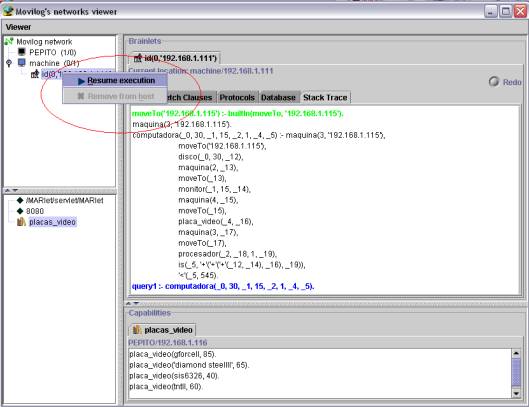 Movilog's networks viewer
Viewer
Movilog network
PEPITO (1/0)
machine (0/1)
id(0,'192.168.1.111')
Resume execution
Remove from host
/MARlet/servlet/MARlet
8080
placas_video
Brainlets
id(0,'192.168.1.111')
Current location: machine/192.168.1.111
Redo
Clauses Protocols Database Stack Trace
moveTo('192.168.1.115') :- builtIn(moveTo, '192.168.1.115').
maquina(3, '192.168.1.115').
computadora(_0, 30, _1, 15, _2, 1, _4, _5) :- maquina(3, '192.168.1.115'),
moveTo('192.168.1.115'),
disco(_0, 30, _12),
maquina(2, _13),
moveTo(_13),
monitor(_1, 15, _14),
maquina(4, _15),
moveTo(_15),
placa_video(_4, _16),
maquina(3, _17),
moveTo(_17),
procesador(_2, _18, 1, _19),
is(_5, '+'('+'('+'(_12, _14), _16), _19)),
'<'(_5, 545).
query1 :- computadora(_0, 30, _1, 15, _2, 1, _4, _5).
Capabilities
placas_video
PEPITO/192.168.1.116
placa_video(gforceII, 85).
placa_video('diamond steelIII', 65).
placa_video(sis6326, 40).
placa_video(tntII, 60).